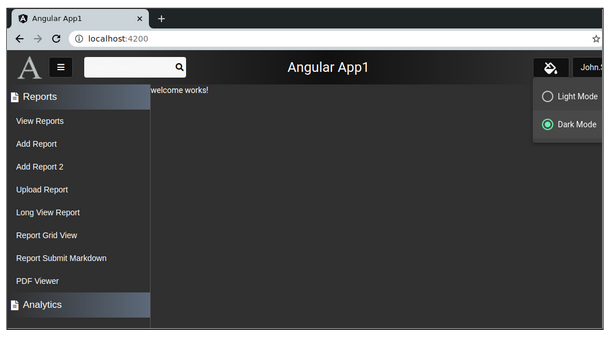 Angular App1
localhost:4200
A
Angular App1
John.
Light Mode
Dark Mode
Reports
welcome works!
View Reports
Add Report
Add Report 2
Upload Report
Long View Report
Report Grid View
Report Submit Markdown
PDF Viewer
Analytics